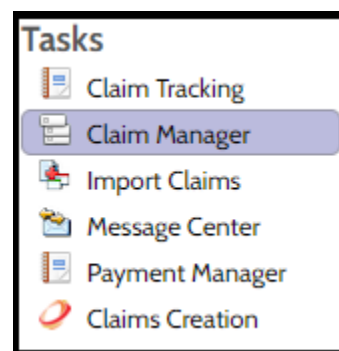 Tasks
Claim Tracking
Claim Manager
Import Claims
Message Center
Payment Manager
Claims Creation